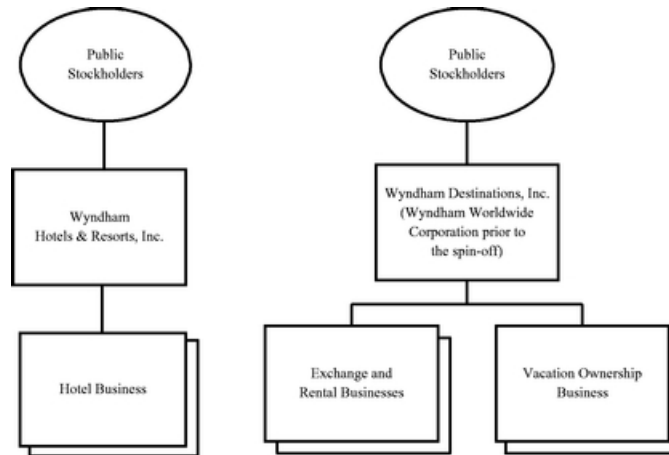 Public
Stockholders
Public
Stockholders
Wyndham
Hotels & Resorts, Inc.
Wyndham Destinations, Inc.
(Wyndham Worldwide
Corporation prior to
the spin-off)
Hotel Business
Exchange and
Rental Businesses
Vacation Ownership
Business